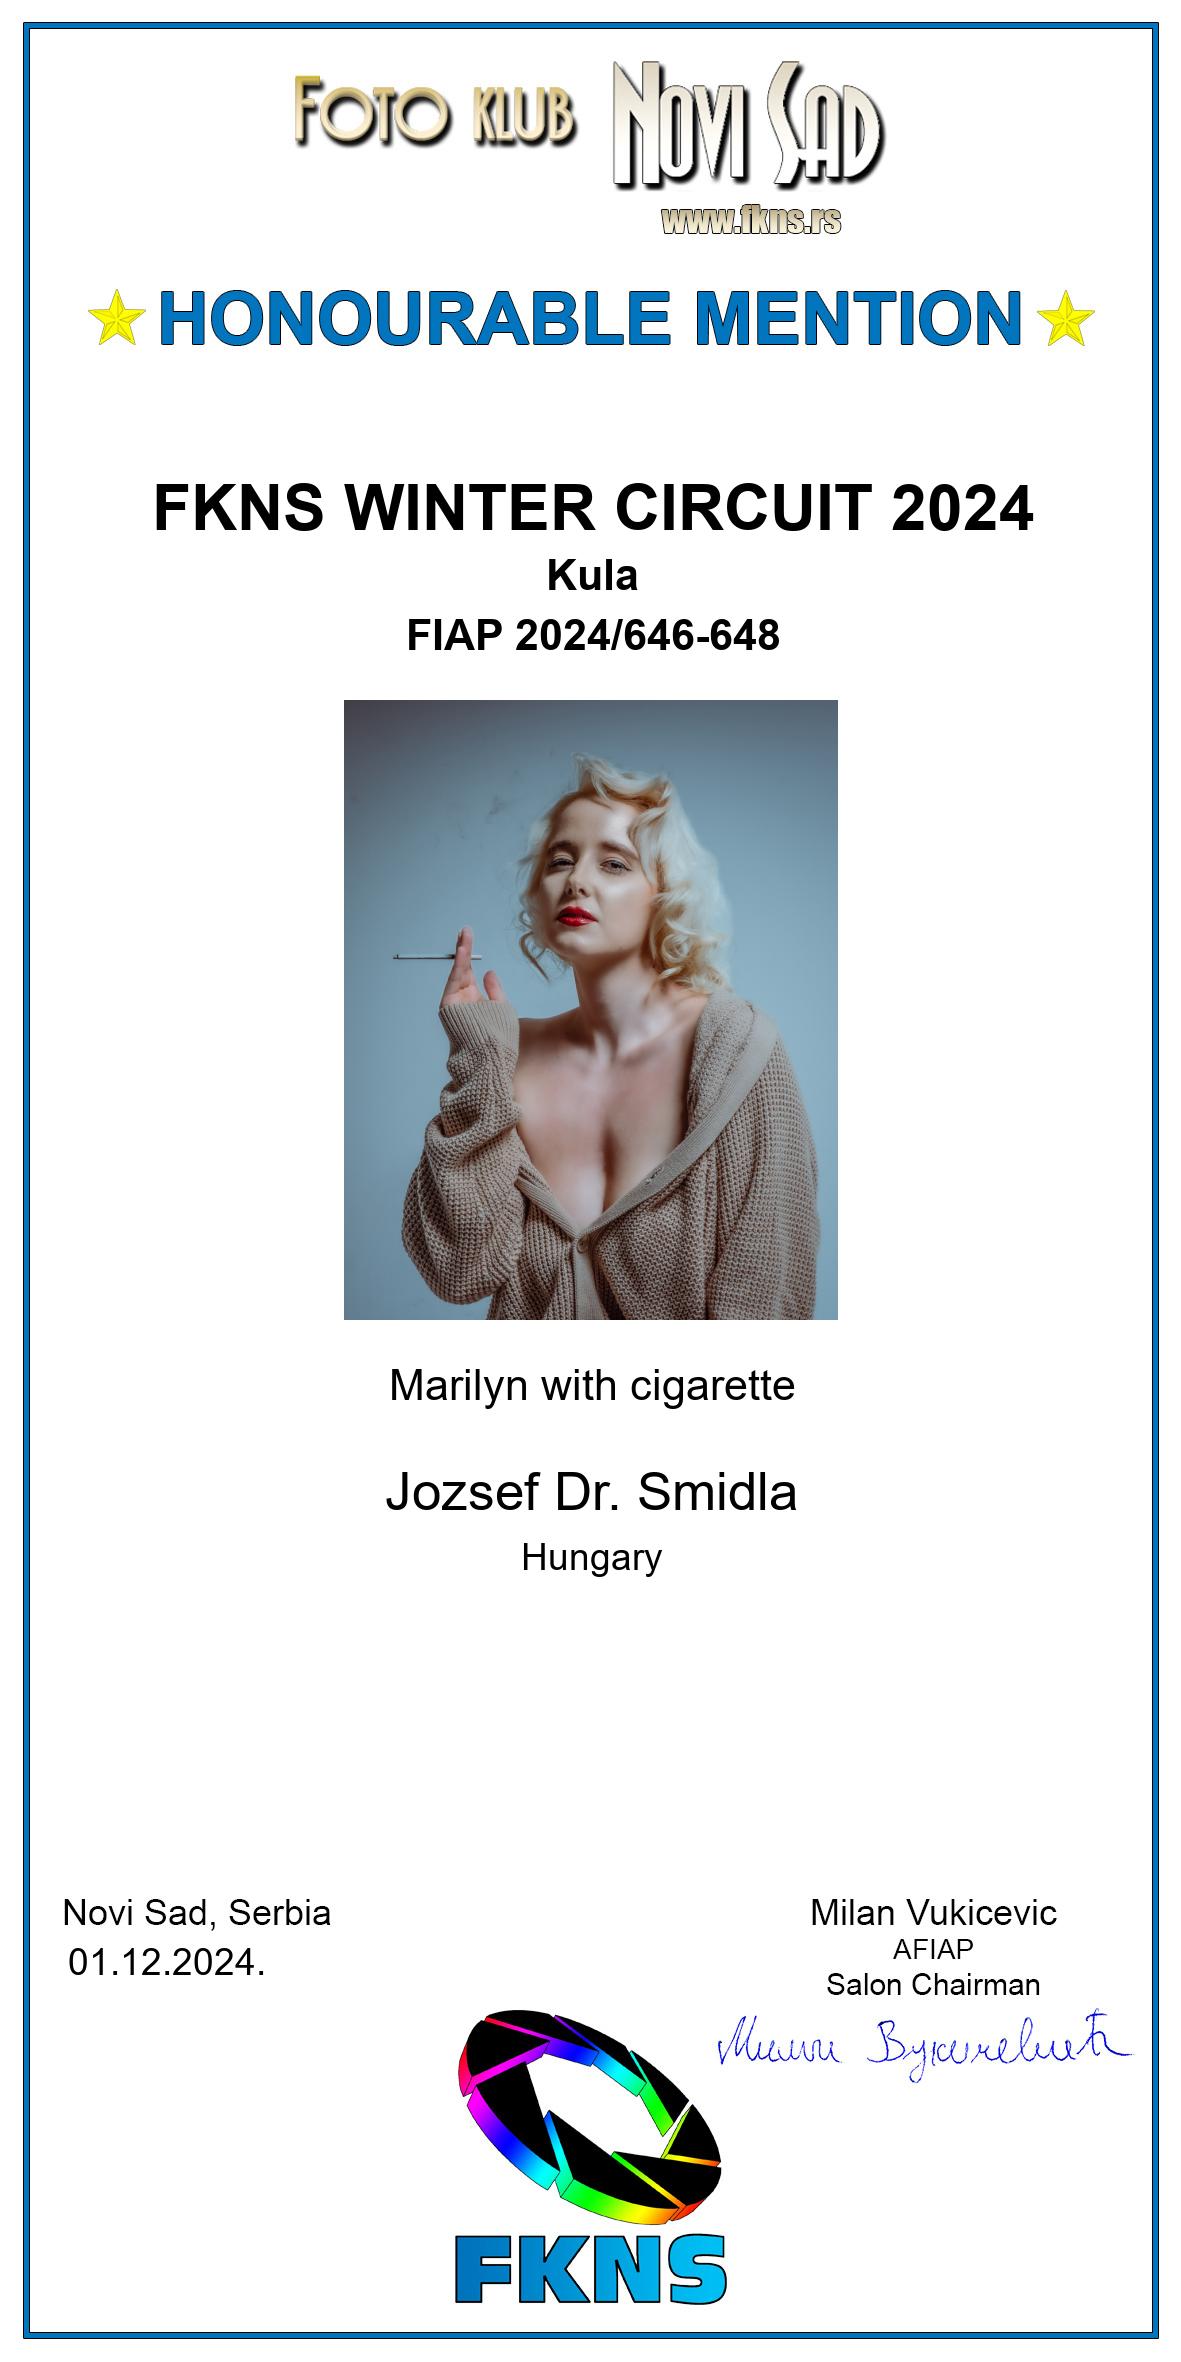 FOTO KLUB NOVI SAD
www.fkns.rs
HONOURABLE MENTION
FKNS WINTER CIRCUIT 2024
Kula
FIAP 2024/646-648
Marilyn with cigarette
Jozsef Dr. Smidla
Hungary
Novi Sad, Serbia
01.12.2024.
Milan Vukicevic
AFIAP
Salon Chairman
Милан Вукичевић
FKNS